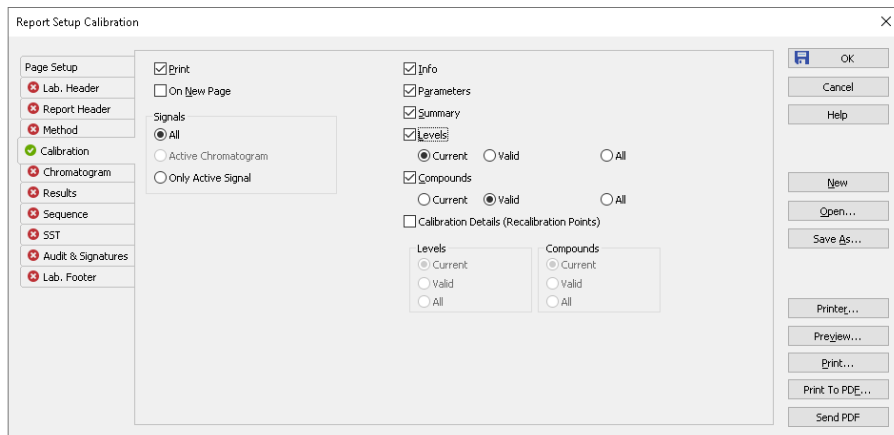 Report Setup Calibration
Page Setup
Lab. Header
Report Header
Method
Calibration
Chromatogram
Results
Sequence
SST
Audit & Signatures
Lab. Footer
Print
On New Page
Signals
All
Active Chromatogram
Only Active Signal
Info
Parameters
Summary
Levels
Current Valid All
Compounds
Current Valid All
Calibration Details (Recalibration Points)
Levels
Current
Valid
All
Compounds
Current
Valid
All
OK
Cancel
Help
New
Open...
Save As...
Printer...
Preview...
Print...
Print To PDF...
Send PDF